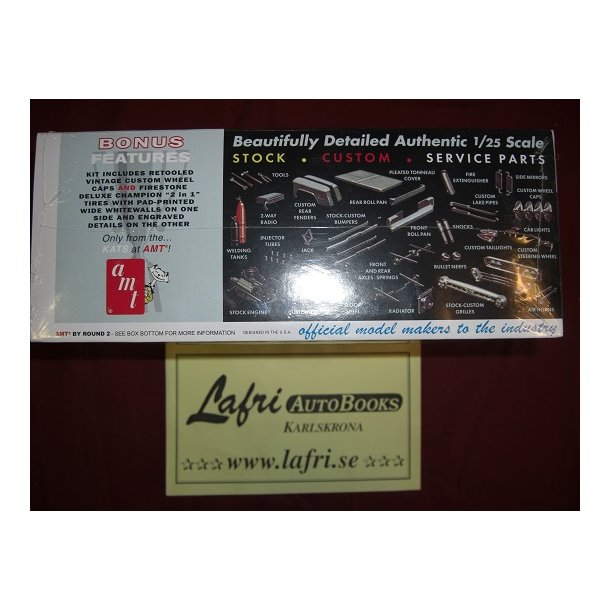 BONUS
FEATURES
KIT INCLUDES RETOOLED
VINTAGE CUSTOM WHEEL
CAPS AND FIRESTONE
DELUXE CHAMPION "2 in 1"
TIRES WITH PAD-PRINTED
WIDE WHITEWALLS ON ONE
SIDE AND ENGRAVED
DETAILS ON THE OTHER
Only from the...
KATS at AMT®!
amt®
AMT® BY ROUND 2 - SEE BOX BOTTOM FOR MORE INFORMATION
DESIGNED IN THE U.S.A.
Beautifully Detailed Authentic 1/25 Scale
STOCK . CUSTOM . SERVICE PARTS
TOOLS
2-WAY
RADIO
CUSTOM
REAR
FENDERS
REAR ROLL PAN
PLEATED TONNEAU
COVER
FIRE
EXTINGUISHER
SIDE MIRRORS
CUSTOM
LAKE PIPES
CUSTOM WHEEL
CAPS
STOCK-CUSTOM
BUMPERS
FRONT
ROLL PAN
SHOCKS
CAB LIGHTS
WELDING
TANKS
INJECTOR
TUBES
JACK
CUSTOM TAILLIGHTS
CUSTOM
STEERING WHEEL
FRONT
AND REAR
AXLES - SPRINGS
BULLET NERFS
STOCK ENGINE
RADIATOR
STOCK-CUSTOM
GRILLES
AIR HORNS
official model makers to the industry
Lafri AUTOBOOKS
KARLSKRONA
www.lafri.se